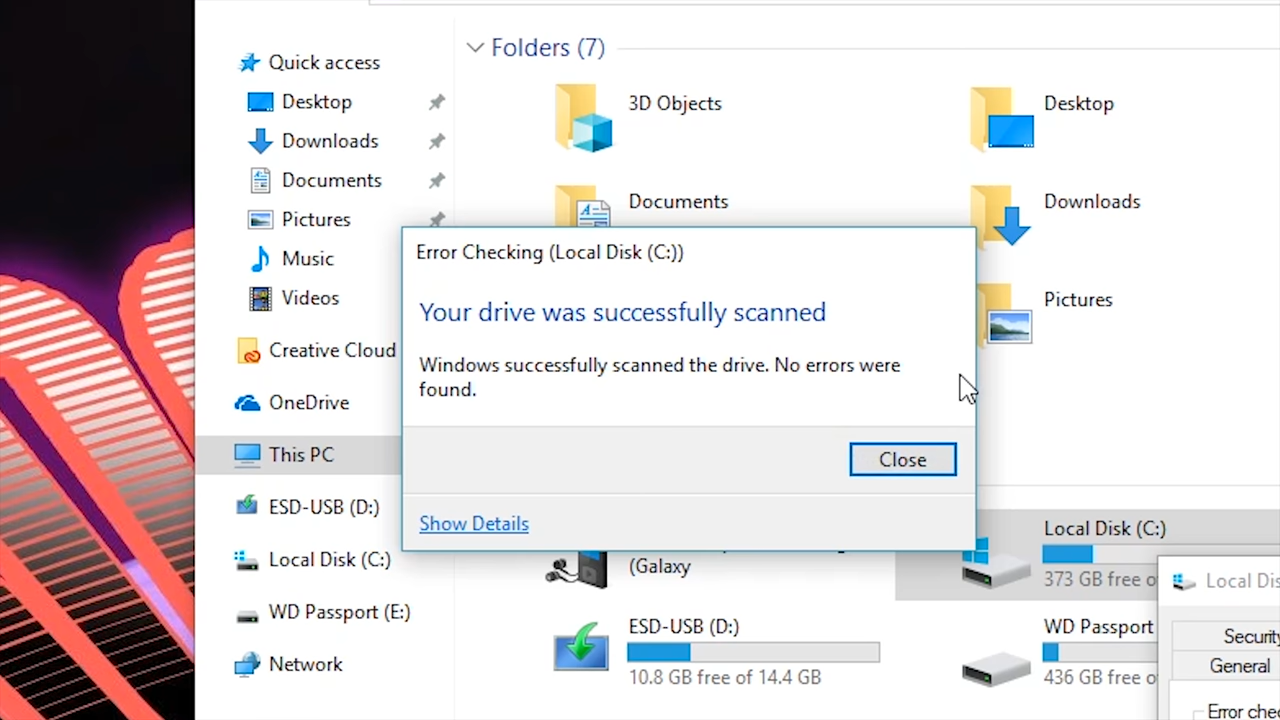 Quick access
Desktop
Downloads
Documents
Pictures
Music
Videos
Creative Cloud
OneDrive
This PC
ESD-USB (D:)
Local Disk (C:)
WD Passport (E:)
Network
Folders (7)
3D Objects
Desktop
Documents
Downloads
Pictures
Error Checking (Local Disk (C:))
Your drive was successfully scanned
Windows successfully scanned the drive. No errors were
found.
Close
Show Details
(Galaxy
Local Disk (C:)
373 GB free o
ESD-USB (D:)
10.8 GB free of 14.4 GB
WD Passport
436 GB free o
Local Dis
Security
General
Error chec